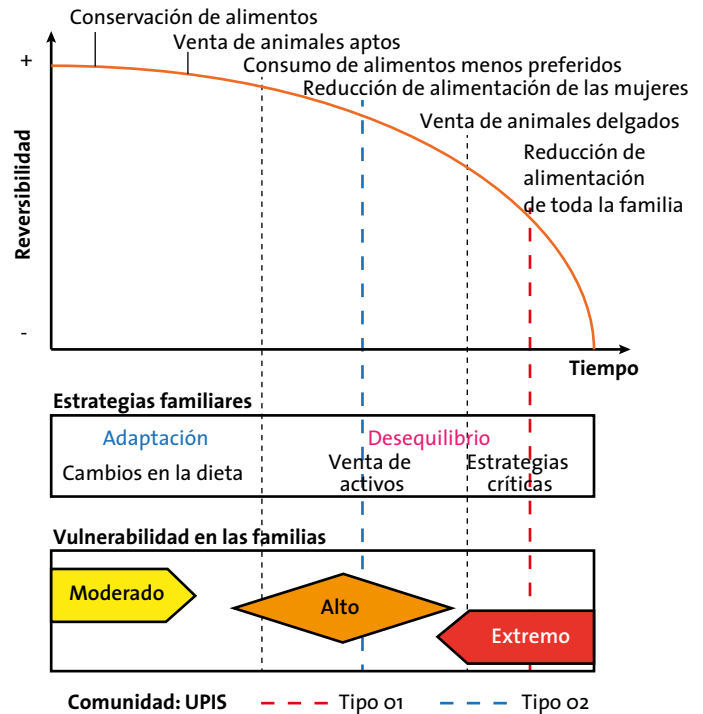 Conservación de alimentos
Venta de animales aptos
+
Consumo de alimentos menos preferidos
Reducción de alimentación de las mujeres
Venta de animales delgados
Reversibilidad
Reducción de
alimentación
de toda la familia
-
Tiempo
Estrategias familiares
Adaptación
Desequilibrio
Cambios en la dieta
Venta de
activos
Estrategias
críticas
Vulnerabilidad en las familias
Moderado
Alto
Extremo
Comunidad: UPIS
Tipo 01
Tipo 02